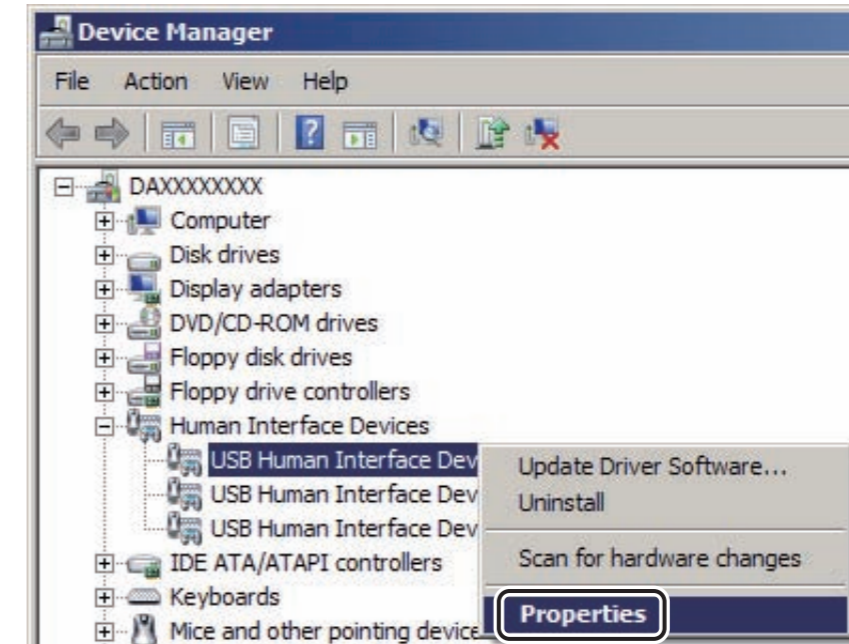 Device Manager
File Action View Help
DAXXXXXXXX
Computer
Disk drives
Display adapters
DVD/CD-ROM drives
Floppy disk drives
Floppy drive controllers
Human Interface Devices
USB Human Interface Dev
USB Human Interface Dev
USB Human Interface Dev
IDE ATA/ATAPI controllers
Keyboards
Mice and other pointing device
Update Driver Software...
Uninstall
Scan for hardware changes
Properties